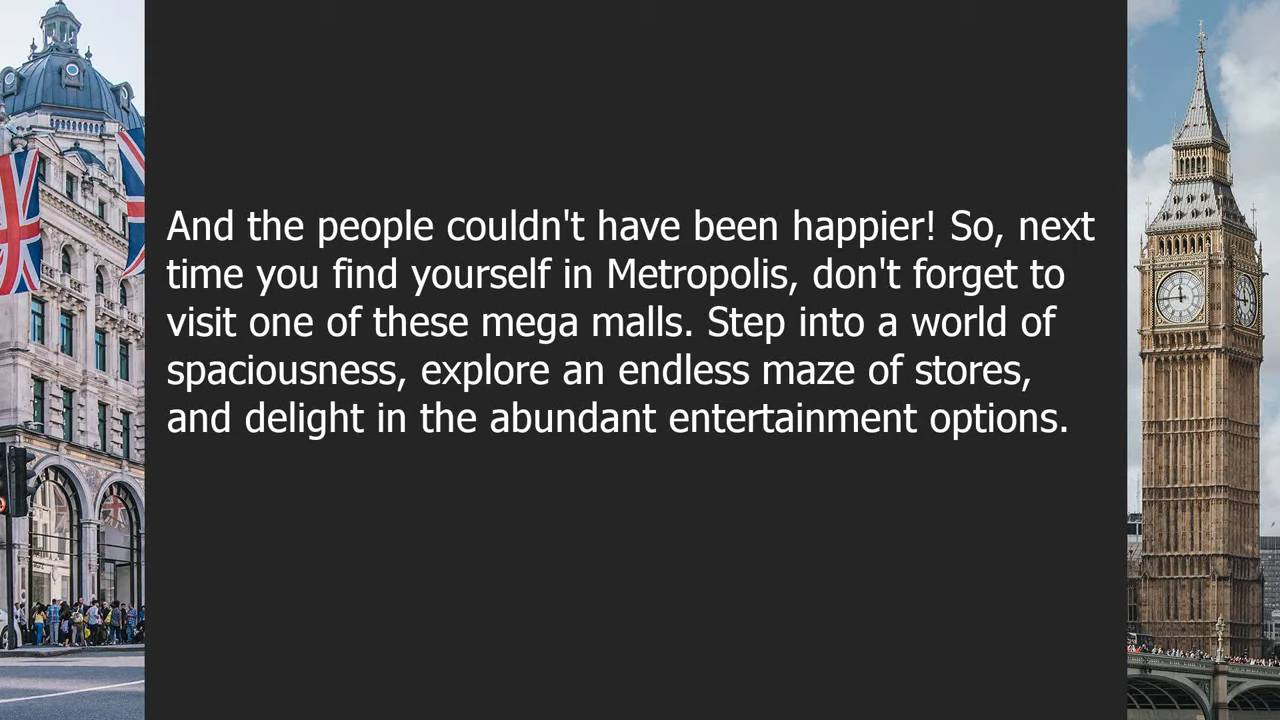 And the people couldn't have been happier! So, next
time you find yourself in Metropolis, don't forget to
visit one of these mega malls. Step into a world of
spaciousness, explore an endless maze of stores,
and delight in the abundant entertainment options.